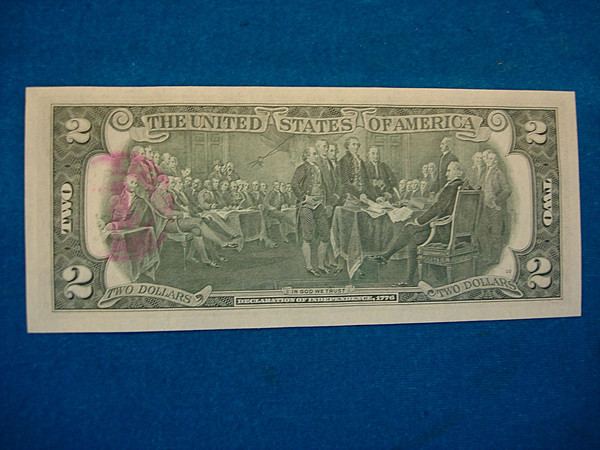 2 THE UNITED STATES OF AMERICA 2
TWO TWO
2 TWO DOLLARS IN GOD WE TRUST TWO DOLLARS 2
DECLARATION OF INDEPENDENCE, 1776